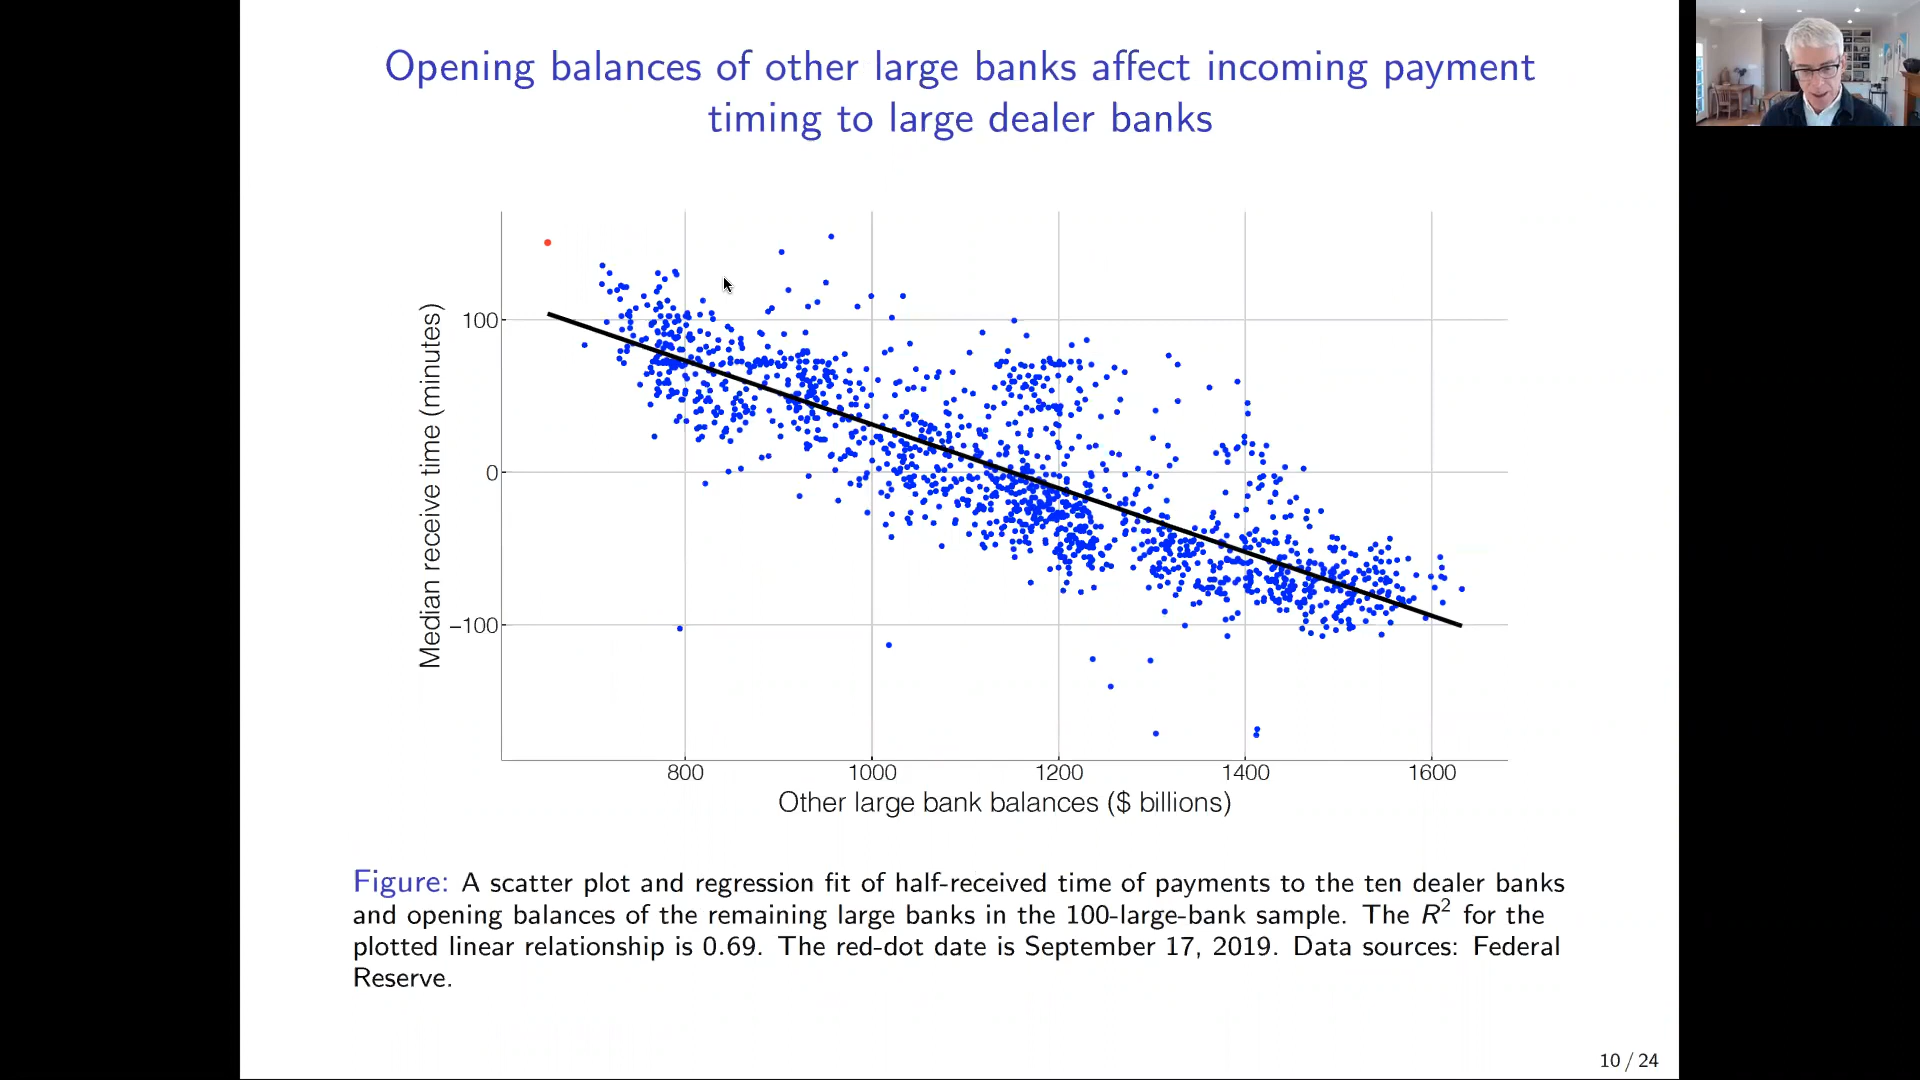 Opening balances of other large banks affect incoming payment
timing to large dealer banks
Median receive time (minutes)
100
0
−100
800 1000 1200 1400 1600
Other large bank balances ($ billions)
Figure: A scatter plot and regression fit of half-received time of payments to the ten dealer banks
and opening balances of the remaining large banks in the 100-large-bank sample. The R² for the
plotted linear relationship is 0.69. The red-dot date is September 17, 2019. Data sources: Federal
Reserve.
10 / 24